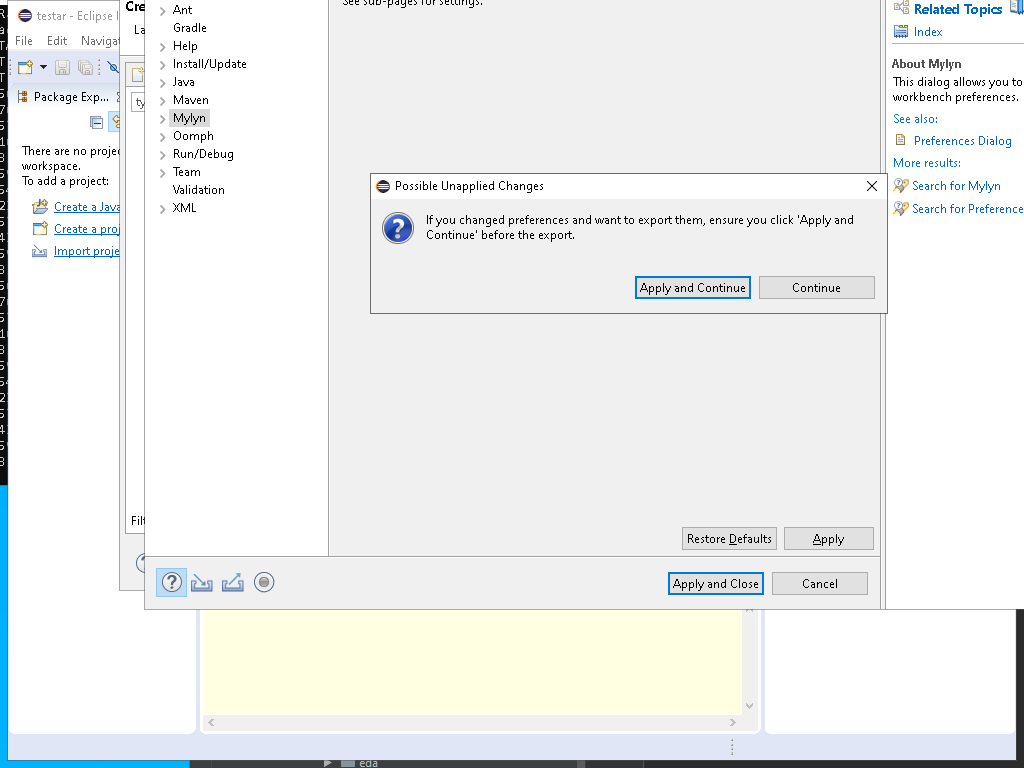 testar - Eclipse I
File Edit Navigat
Package Exp...
There are no projec
workspace.
To add a project:
Create a Java
Create a proj
Import proje
Cre
La
ty
Filt
Ant
Gradle
Help
Install/Update
Java
Maven
Mylyn
Oomph
Run/Debug
Team
Validation
XML
See sub-pages for settings.
Possible Unapplied Changes
If you changed preferences and want to export them, ensure you click 'Apply and
Continue' before the export.
Apply and Continue
Continue
Restore Defaults
Apply
Apply and Close
Cancel
Related Topics
Index
About Mylyn
This dialog allows you to
workbench preferences.
See also:
Preferences Dialog
More results:
Search for Mylyn
Search for Preference
eda